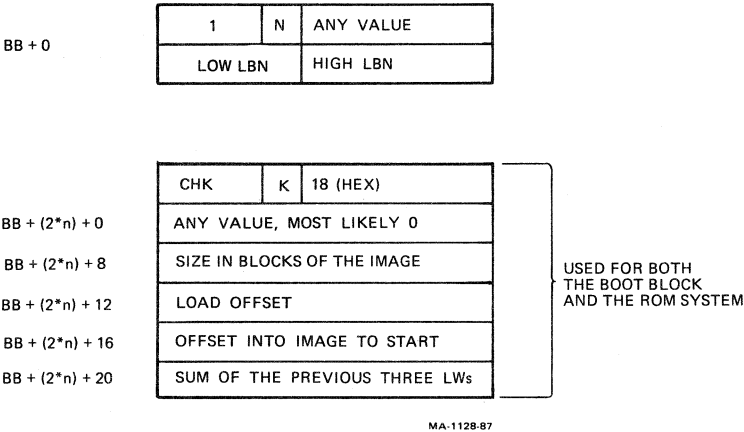 1 N ANY VALUE
BB + 0
LOW LBN HIGH LBN
CHK K 18 (HEX)
BB + (2*n) + 0 ANY VALUE, MOST LIKELY 0
BB + (2*n) + 8 SIZE IN BLOCKS OF THE IMAGE
USED FOR BOTH
THE BOOT BLOCK
AND THE ROM SYSTEM
BB + (2*n) + 12 LOAD OFFSET
BB + (2*n) + 16 OFFSET INTO IMAGE TO START
BB + (2*n) + 20 SUM OF THE PREVIOUS THREE LWs
MA-1128-87